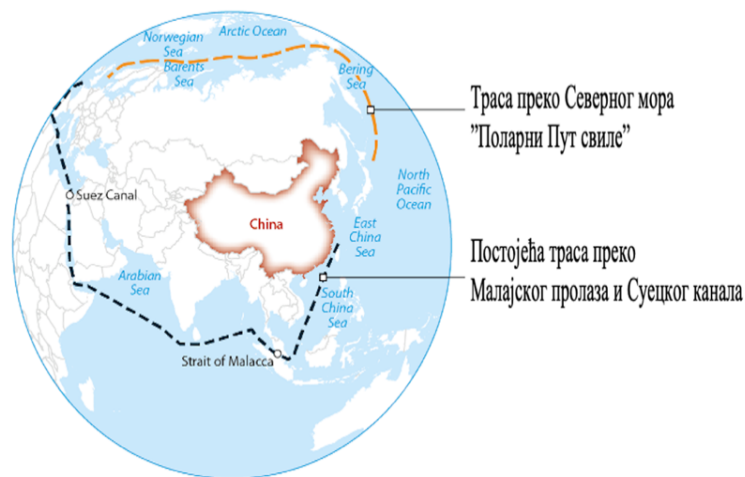 Norwegian
Sea
Arctic Ocean
Barents
Sea
Bering
Sea
Траса преко Северног мора
”Поларни Пут свиле”
North
Pacific
Ocean
Suez Canal
China
East
China
Sea
Arabian
Sea
South
China
Sea
Strait of Malacca
Постојећа траса преко
Малајског пролаза и Суецког канала